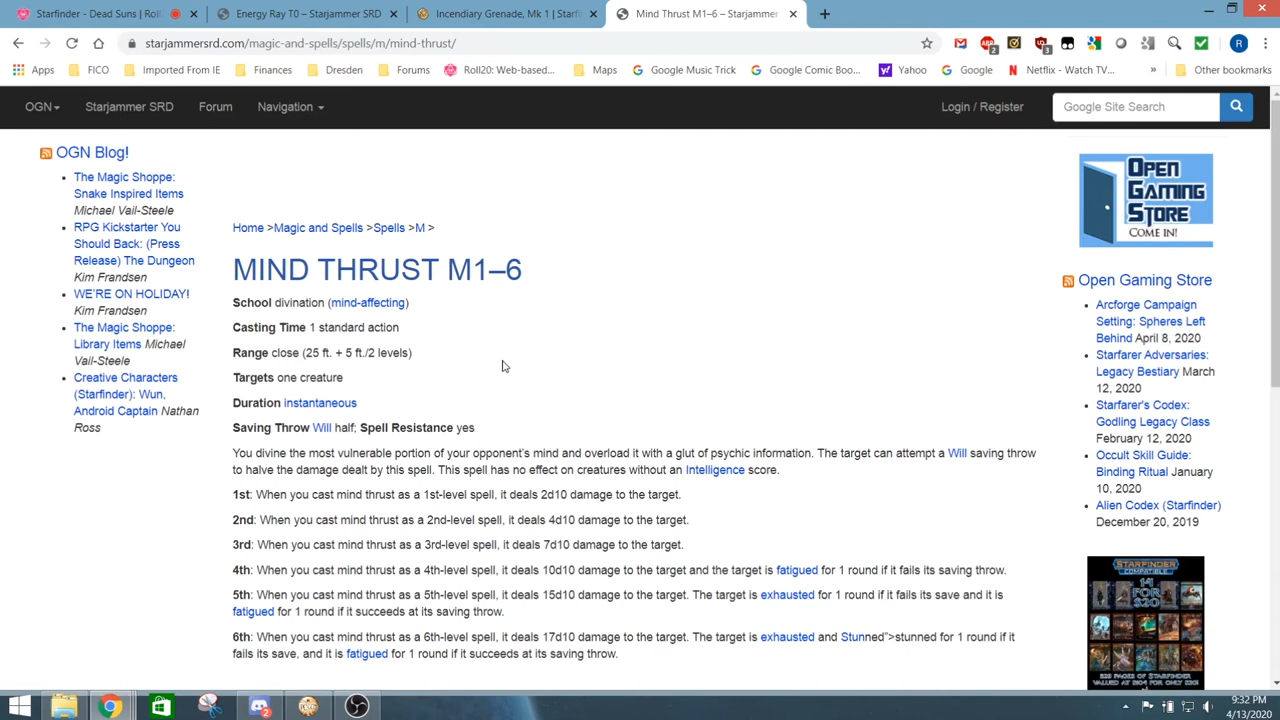 Starfinder - Dead Suns | Roll
Energy Ray T0 – Starjammer SRD
Incendiary Grenade, Mk 1 | Starfi
Mind Thrust M1–6 – Starjammer
starjammersrd.com/magic-and-spells/spells/m/mind-thrust/
Apps FICO Imported From IE Finances Dresden Forums Roll20: Web-based... Maps Google Music Trick Google Comic Boo... Yahoo Google Netflix - Watch TV... » Other bookmarks
OGN Starjammer SRD Forum Navigation Login / Register Google Site Search
OGN Blog!
The Magic Shoppe:
Snake Inspired Items
Michael Vail-Steele
RPG Kickstarter You
Should Back: (Press
Release) The Dungeon
Kim Frandsen
WE'RE ON HOLIDAY!
Kim Frandsen
The Magic Shoppe:
Library Items Michael
Vail-Steele
Creative Characters
(Starfinder): Wun,
Android Captain Nathan
Ross
Home >Magic and Spells >Spells >M >
MIND THRUST M1–6
School divination (mind-affecting)
Casting Time 1 standard action
Range close (25 ft. + 5 ft./2 levels)
Targets one creature
Duration instantaneous
Saving Throw Will half; Spell Resistance yes
You divine the most vulnerable portion of your opponent's mind and overload it with a glut of psychic information. The target can attempt a Will saving throw
to halve the damage dealt by this spell. This spell has no effect on creatures without an Intelligence score.
1st: When you cast mind thrust as a 1st-level spell, it deals 2d10 damage to the target.
2nd: When you cast mind thrust as a 2nd-level spell, it deals 4d10 damage to the target.
3rd: When you cast mind thrust as a 3rd-level spell, it deals 7d10 damage to the target.
4th: When you cast mind thrust as a 4th-level spell, it deals 10d10 damage to the target and the target is fatigued for 1 round if it fails its saving throw.
5th: When you cast mind thrust as a 5th-level spell, it deals 15d10 damage to the target. The target is exhausted for 1 round if it fails its save and it is
fatigued for 1 round if it succeeds at its saving throw.
6th: When you cast mind thrust as a 6th-level spell, it deals 17d10 damage to the target. The target is exhausted and Stunned">stunned for 1 round if it
fails its save, and it is fatigued for 1 round if it succeeds at its saving throw.
OPEN
GAMING
STORE
COME IN!
Open Gaming Store
Arcforge Campaign
Setting: Spheres Left
Behind April 8, 2020
Starfarer Adversaries:
Legacy Bestiary March
12, 2020
Starfarer's Codex:
Godling Legacy Class
February 12, 2020
Occult Skill Guide:
Binding Ritual January
10, 2020
Alien Codex (Starfinder)
December 20, 2019
STARFINDER
COMPATIBLE
14
FOR
$20
9:32 PM
4/13/2020